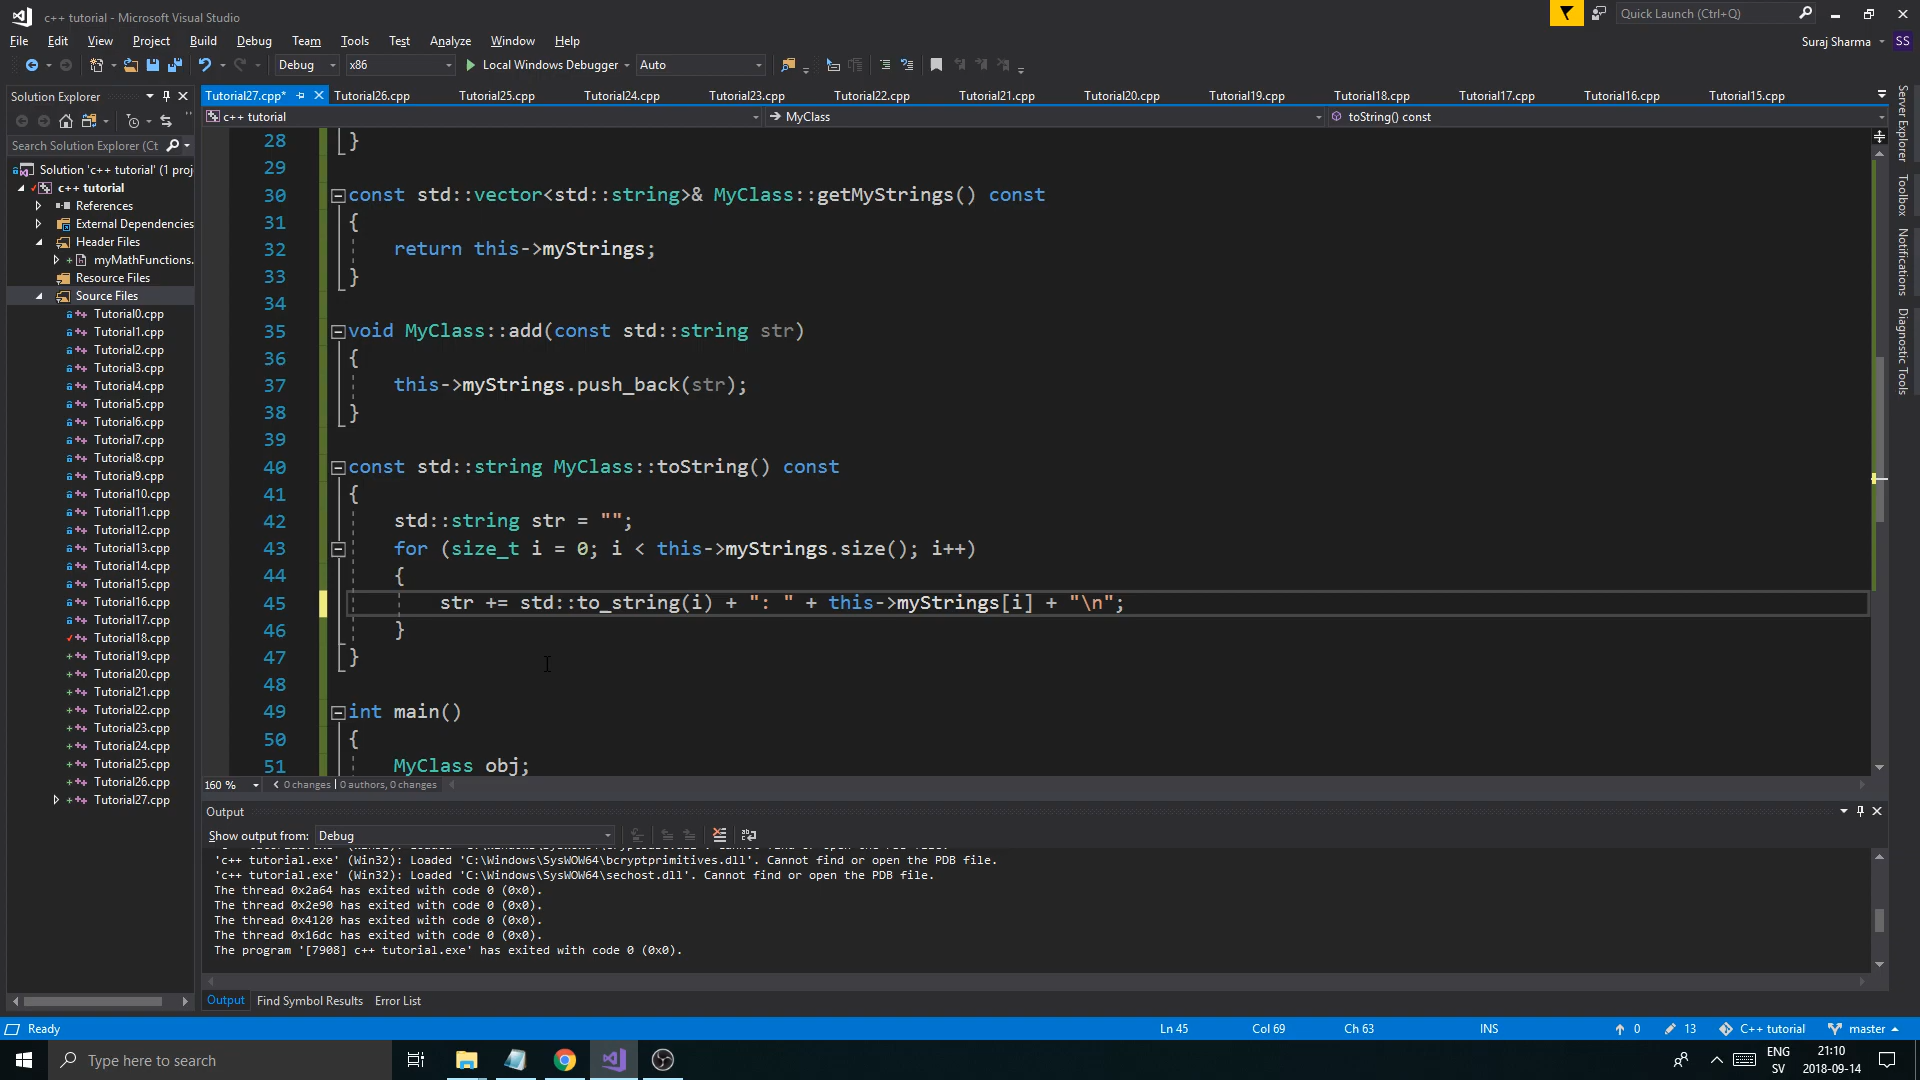 c++ tutorial - Microsoft Visual Studio
Quick Launch (Ctrl+Q)
File Edit View Project Build Debug Team Tools Test Analyze Window Help
Suraj Sharma SS
Debug x86 Local Windows Debugger Auto
Solution Explorer
Tutorial27.cpp* Tutorial26.cpp Tutorial25.cpp Tutorial24.cpp Tutorial23.cpp Tutorial22.cpp Tutorial21.cpp Tutorial20.cpp Tutorial19.cpp Tutorial18.cpp Tutorial17.cpp Tutorial16.cpp Tutorial15.cpp
c++ tutorial MyClass toString() const
Search Solution Explorer (Ct
Solution 'c++ tutorial' (1 proj
c++ tutorial
References
External Dependencies
Header Files
myMathFunctions.
Resource Files
Source Files
Tutorial0.cpp
Tutorial1.cpp
Tutorial2.cpp
Tutorial3.cpp
Tutorial4.cpp
Tutorial5.cpp
Tutorial6.cpp
Tutorial7.cpp
Tutorial8.cpp
Tutorial9.cpp
Tutorial10.cpp
Tutorial11.cpp
Tutorial12.cpp
Tutorial13.cpp
Tutorial14.cpp
Tutorial15.cpp
Tutorial16.cpp
Tutorial17.cpp
Tutorial18.cpp
Tutorial19.cpp
Tutorial20.cpp
Tutorial21.cpp
Tutorial22.cpp
Tutorial23.cpp
Tutorial24.cpp
Tutorial25.cpp
Tutorial26.cpp
Tutorial27.cpp
28 }
29
30 const std::vector<std::string>& MyClass::getMyStrings() const
31 {
32 return this->myStrings;
33 }
34
35 void MyClass::add(const std::string str)
36 {
37 this->myStrings.push_back(str);
38 }
39
40 const std::string MyClass::toString() const
41 {
42 std::string str = "";
43 for (size_t i = 0; i < this->myStrings.size(); i++)
44 {
45 str += std::to_string(i) + ": " + this->myStrings[i] + "\n";
46 }
47 }
48
49 int main()
50 {
51 MyClass obj;
160 % 0 changes | 0 authors, 0 changes
Server Explorer
Toolbox
Notifications
Diagnostic Tools
Output
Show output from: Debug
'c++ tutorial.exe' (Win32): Loaded 'C:\Windows\SysWOW64\bcryptprimitives.dll'. Cannot find or open the PDB file.
'c++ tutorial.exe' (Win32): Loaded 'C:\Windows\SysWOW64\sechost.dll'. Cannot find or open the PDB file.
The thread 0x2a64 has exited with code 0 (0x0).
The thread 0x2e90 has exited with code 0 (0x0).
The thread 0x4120 has exited with code 0 (0x0).
The thread 0x16dc has exited with code 0 (0x0).
The program '[7908] c++ tutorial.exe' has exited with code 0 (0x0).
Output Find Symbol Results Error List
Ready Ln 45 Col 69 Ch 63 INS 0 13 C++ tutorial master
Type here to search
ENG
SV
21:10
2018-09-14